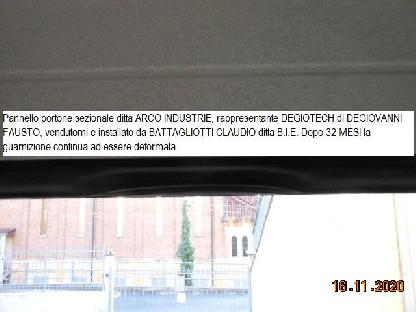 Pannello portone sezionale ditta ARCO INDUSTRIE, rappresentante DEGIOTECH di DEGIOVANNI
FAUSTO, vendutomi e installato da BATTAGLIOTTI CLAUDIO ditta B.I.E. Dopo 32 MESI la
guarnizione continua ad essere deformata.
16.11.2020